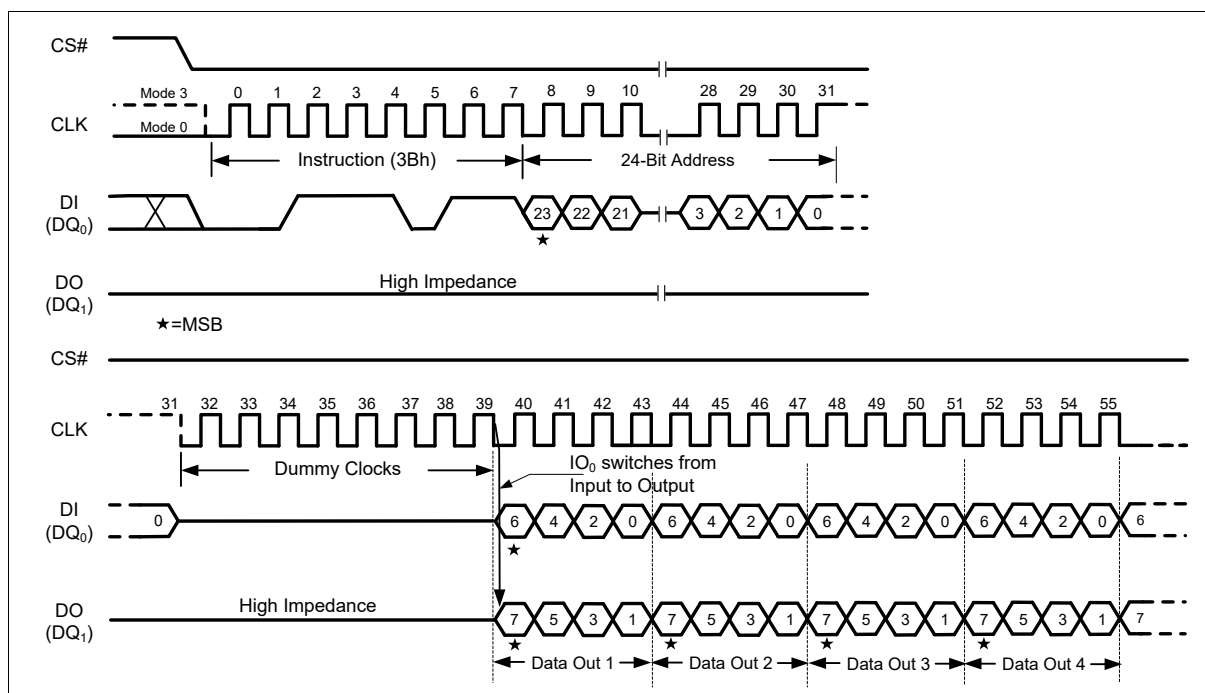 CS#
Mode 3 0 1 2 3 4 5 6 7 8 9 10 28 29 30 31
CLK
Mode 0
Instruction (3Bh) 24-Bit Address
DI
(DQ0) 23 22 21 3 2 1 0
★
DO High Impedance
(DQ1)
★=MSB
CS#
31 32 33 34 35 36 37 38 39 40 41 42 43 44 45 46 47 48 49 50 51 52 53 54 55
CLK
Dummy Clocks
IO0 switches from
Input to Output
DI
(DQ0) 0 6 4 2 0 6 4 2 0 6 4 2 0 6 4 2 0 6
★
DO High Impedance
(DQ1) 7 5 3 1 7 5 3 1 7 5 3 1 7 5 3 1 7
★ ★ ★ ★
Data Out 1 Data Out 2 Data Out 3 Data Out 4